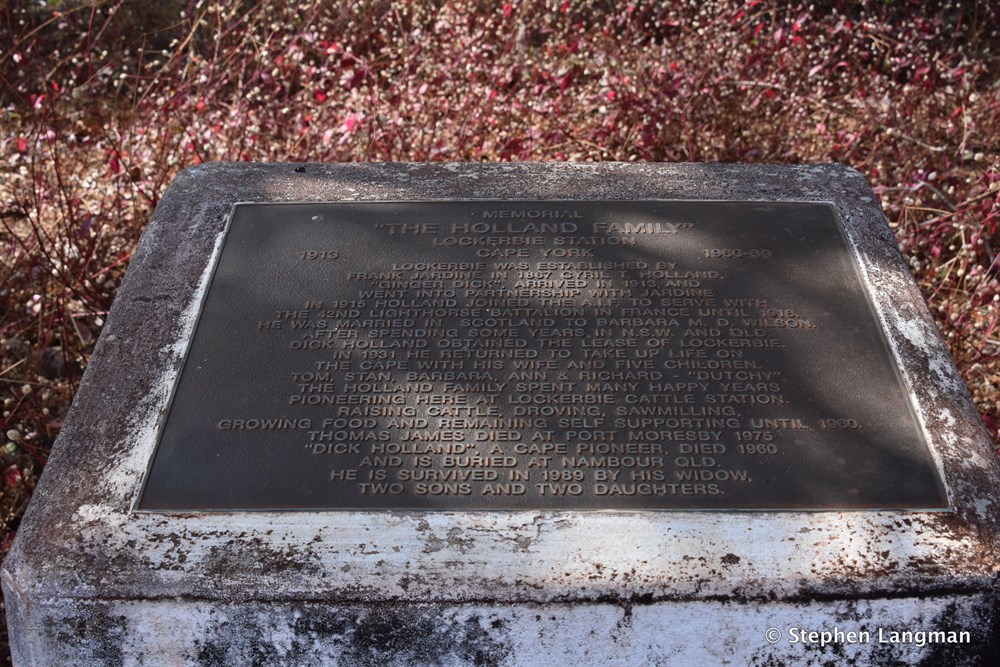 MEMORIAL
"THE HOLLAND FAMILY"
LOCKERBIE STATION
1913 CAPE YORK 1960-89
LOCKERBIE WAS ESTABLISHED BY
FRANK JARDINE IN 1867 CYRIL T. HOLLAND,
"GINGER DICK", ARRIVED IN 1913 AND
WENT INTO PARTNERSHIP WITH JARDINE
IN 1915 HOLLAND JOINED UP TO SERVE WITH
THE 42ND LIGHTHORSE BATTALION IN FRANCE UNTIL 1918.
HE WAS MARRIED IN SCOTLAND TO BARBARA M. D. WILSON.
AFTER SPENDING SOME YEARS IN N.S.W. AND QLD.
DICK HOLLAND OBTAINED THE LEASE OF LOCKERBIE.
IN 1931 HE RETURNED TO TAKE UP LIFE ON
THE CAPE WITH HIS WIFE AND FIVE CHILDREN,
TOM, STAN, BARBARA, ANN & RICHARD - "DUTCHY".
THE HOLLAND FAMILY SPENT MANY HAPPY YEARS
PIONEERING HERE AT LOCKERBIE CATTLE STATION.
RAISING CATTLE, DROVING, SAWMILLING,
GROWING FOOD AND REMAINING SELF SUPPORTING UNTIL 1960.
THOMAS JAMES DIED AT PORT MORESBY 1975
"DICK HOLLAND", A CAPE PIONEER, DIED 1960
AND IS BURIED AT NAMBOUR QLD.
HE IS SURVIVED IN 1989 BY HIS WIDOW,
TWO SONS AND TWO DAUGHTERS.
© Stephen Langman